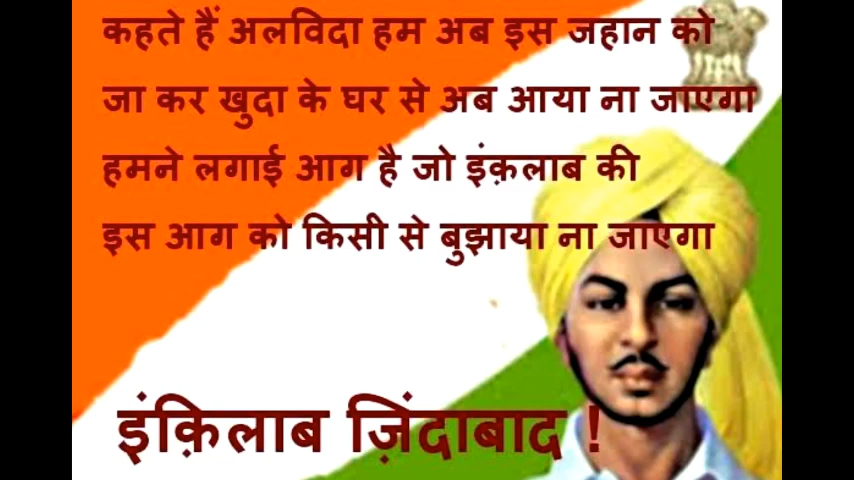 कहते हैं अलविदा हम अब इस जहान को
जा कर खुदा के घर से अब आया ना जाएगा
हमने लगाई आग है जो इंक़लाब की
इस आग को किसी से बुझाया ना जाएगा
इंक़िलाब ज़िंदाबाद !